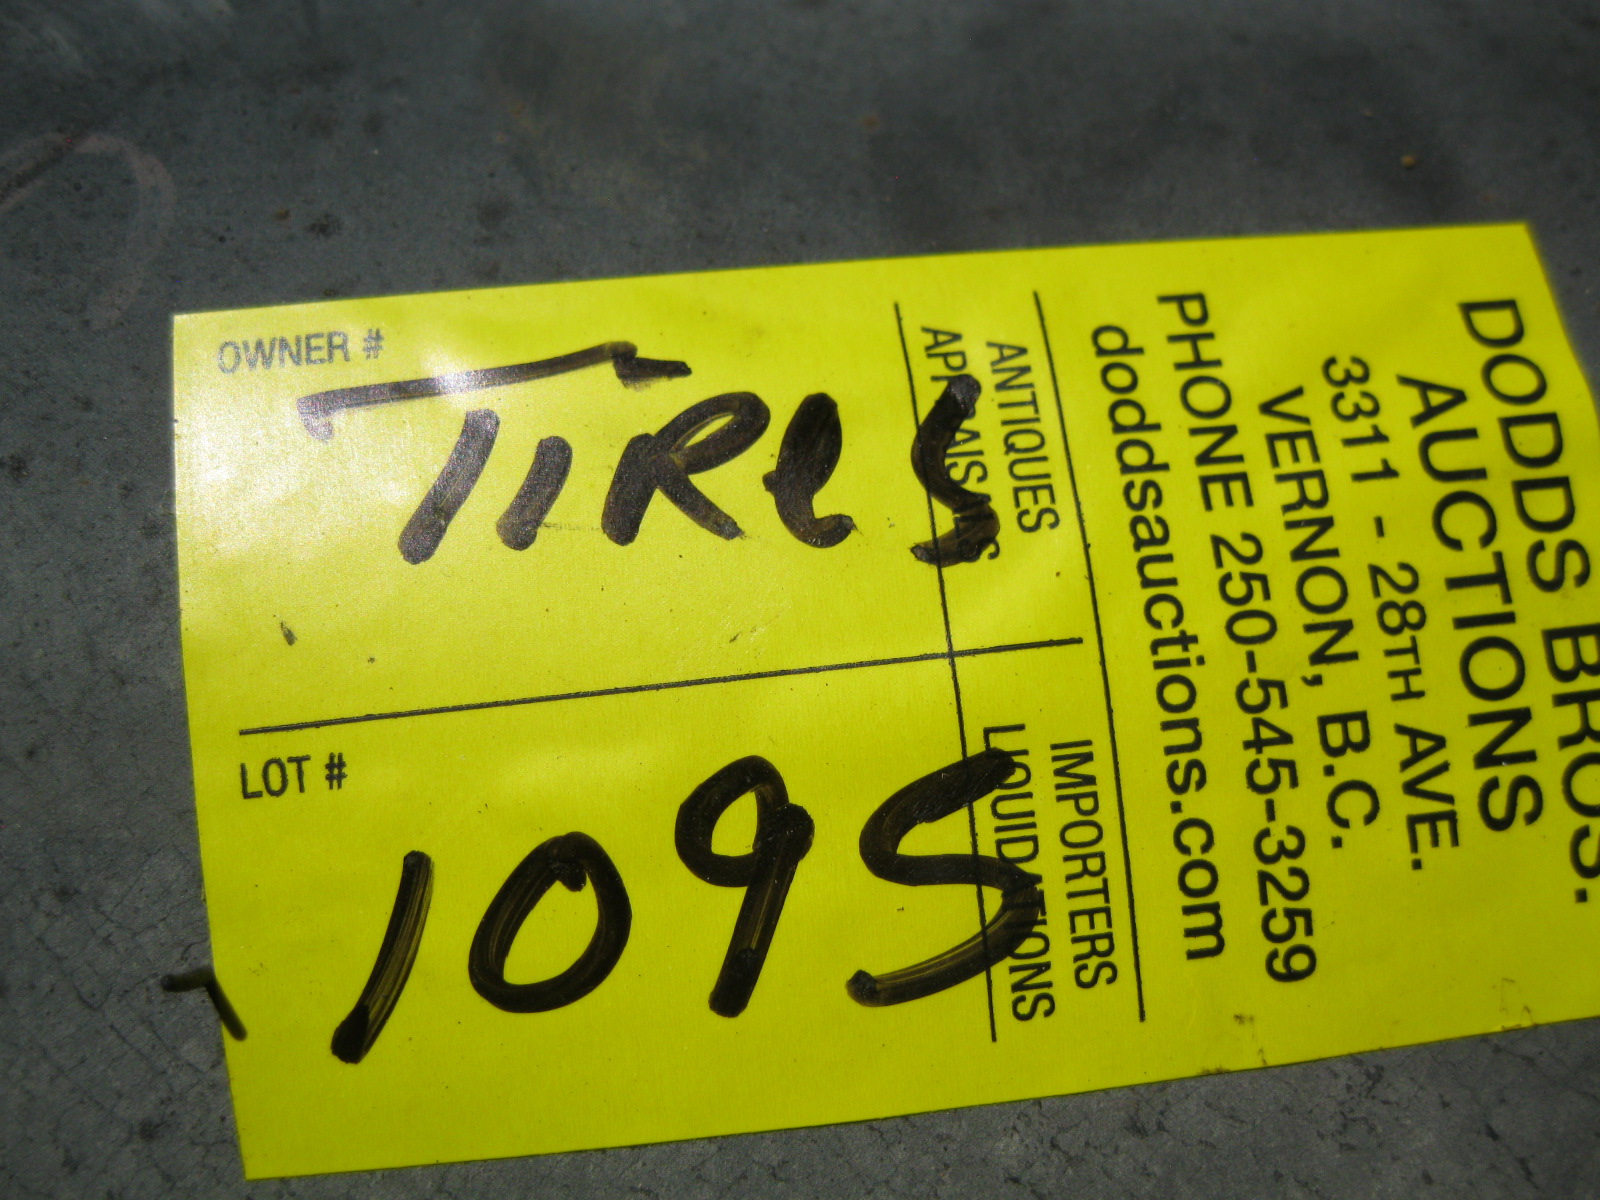 DODDS BROS.
AUCTIONS
3311 - 28TH AVE.
VERNON, B.C.
PHONE 250-545-3259
doddsauctions.com
ANTIQUES
APPRAISALS
IMPORTERS
LIQUIDATIONS
OWNER #
TIReS
LOT #
1095